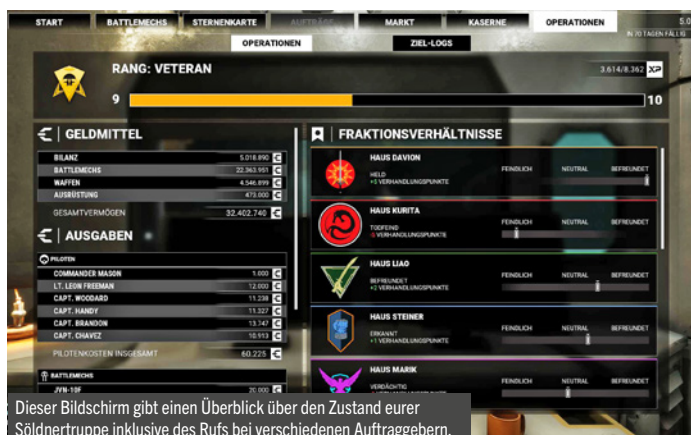 START BATTLEMECHS STERNENKARTE AUFTRÄGE MARKT KASERNE OPERATIONEN 5.0
IN 70 TAGEN FÄLLIG
OPERATIONEN ZIEL-LOGS
RANG: VETERAN
3.614/8.362 XP
9 10
GELDMITTEL
BILANZ 5.018.890
BATTLEMECHS 22.363.951
WAFFEN 4.546.899
AUSRÜSTUNG 473.000
GESAMTVERMÖGEN 32.402.740
AUSGABEN
PILOTEN
COMMANDER MASON 1.000
LT. LEON FREEMAN 12.000
CAPT. WOODARD 11.238
CAPT. HANDY 11.327
CAPT. BRANDON 13.747
CAPT. CHAVEZ 10.913
PILOTENKOSTEN INSGESAMT 60.225
BATTLEMECHS
JVN-10F 20.000
FRAKTIONSVERHÄLTNISSE
HAUS DAVION
HELD
+5 VERHANDLUNGSPUNKTE
FEINDLICH NEUTRAL BEFREUNDET
HAUS KURITA
TODFEIND
VERHANDLUNGSPUNKTE
FEINDLICH NEUTRAL BEFREUNDET
HAUS LIAO
BEFREUNDET
+2 VERHANDLUNGSPUNKTE
FEINDLICH NEUTRAL BEFREUNDET
HAUS STEINER
ERKANNT
+1 VERHANDLUNGSPUNKTE
FEINDLICH NEUTRAL BEFREUNDET
HAUS MARIK
VERDÄCHTIG
FEINDLICH NEUTRAL BEFREUNDET
Dieser Bildschirm gibt einen Überblick über den Zustand eurer
Söldnertruppe inklusive des Rufs bei verschiedenen Auftraggebern.